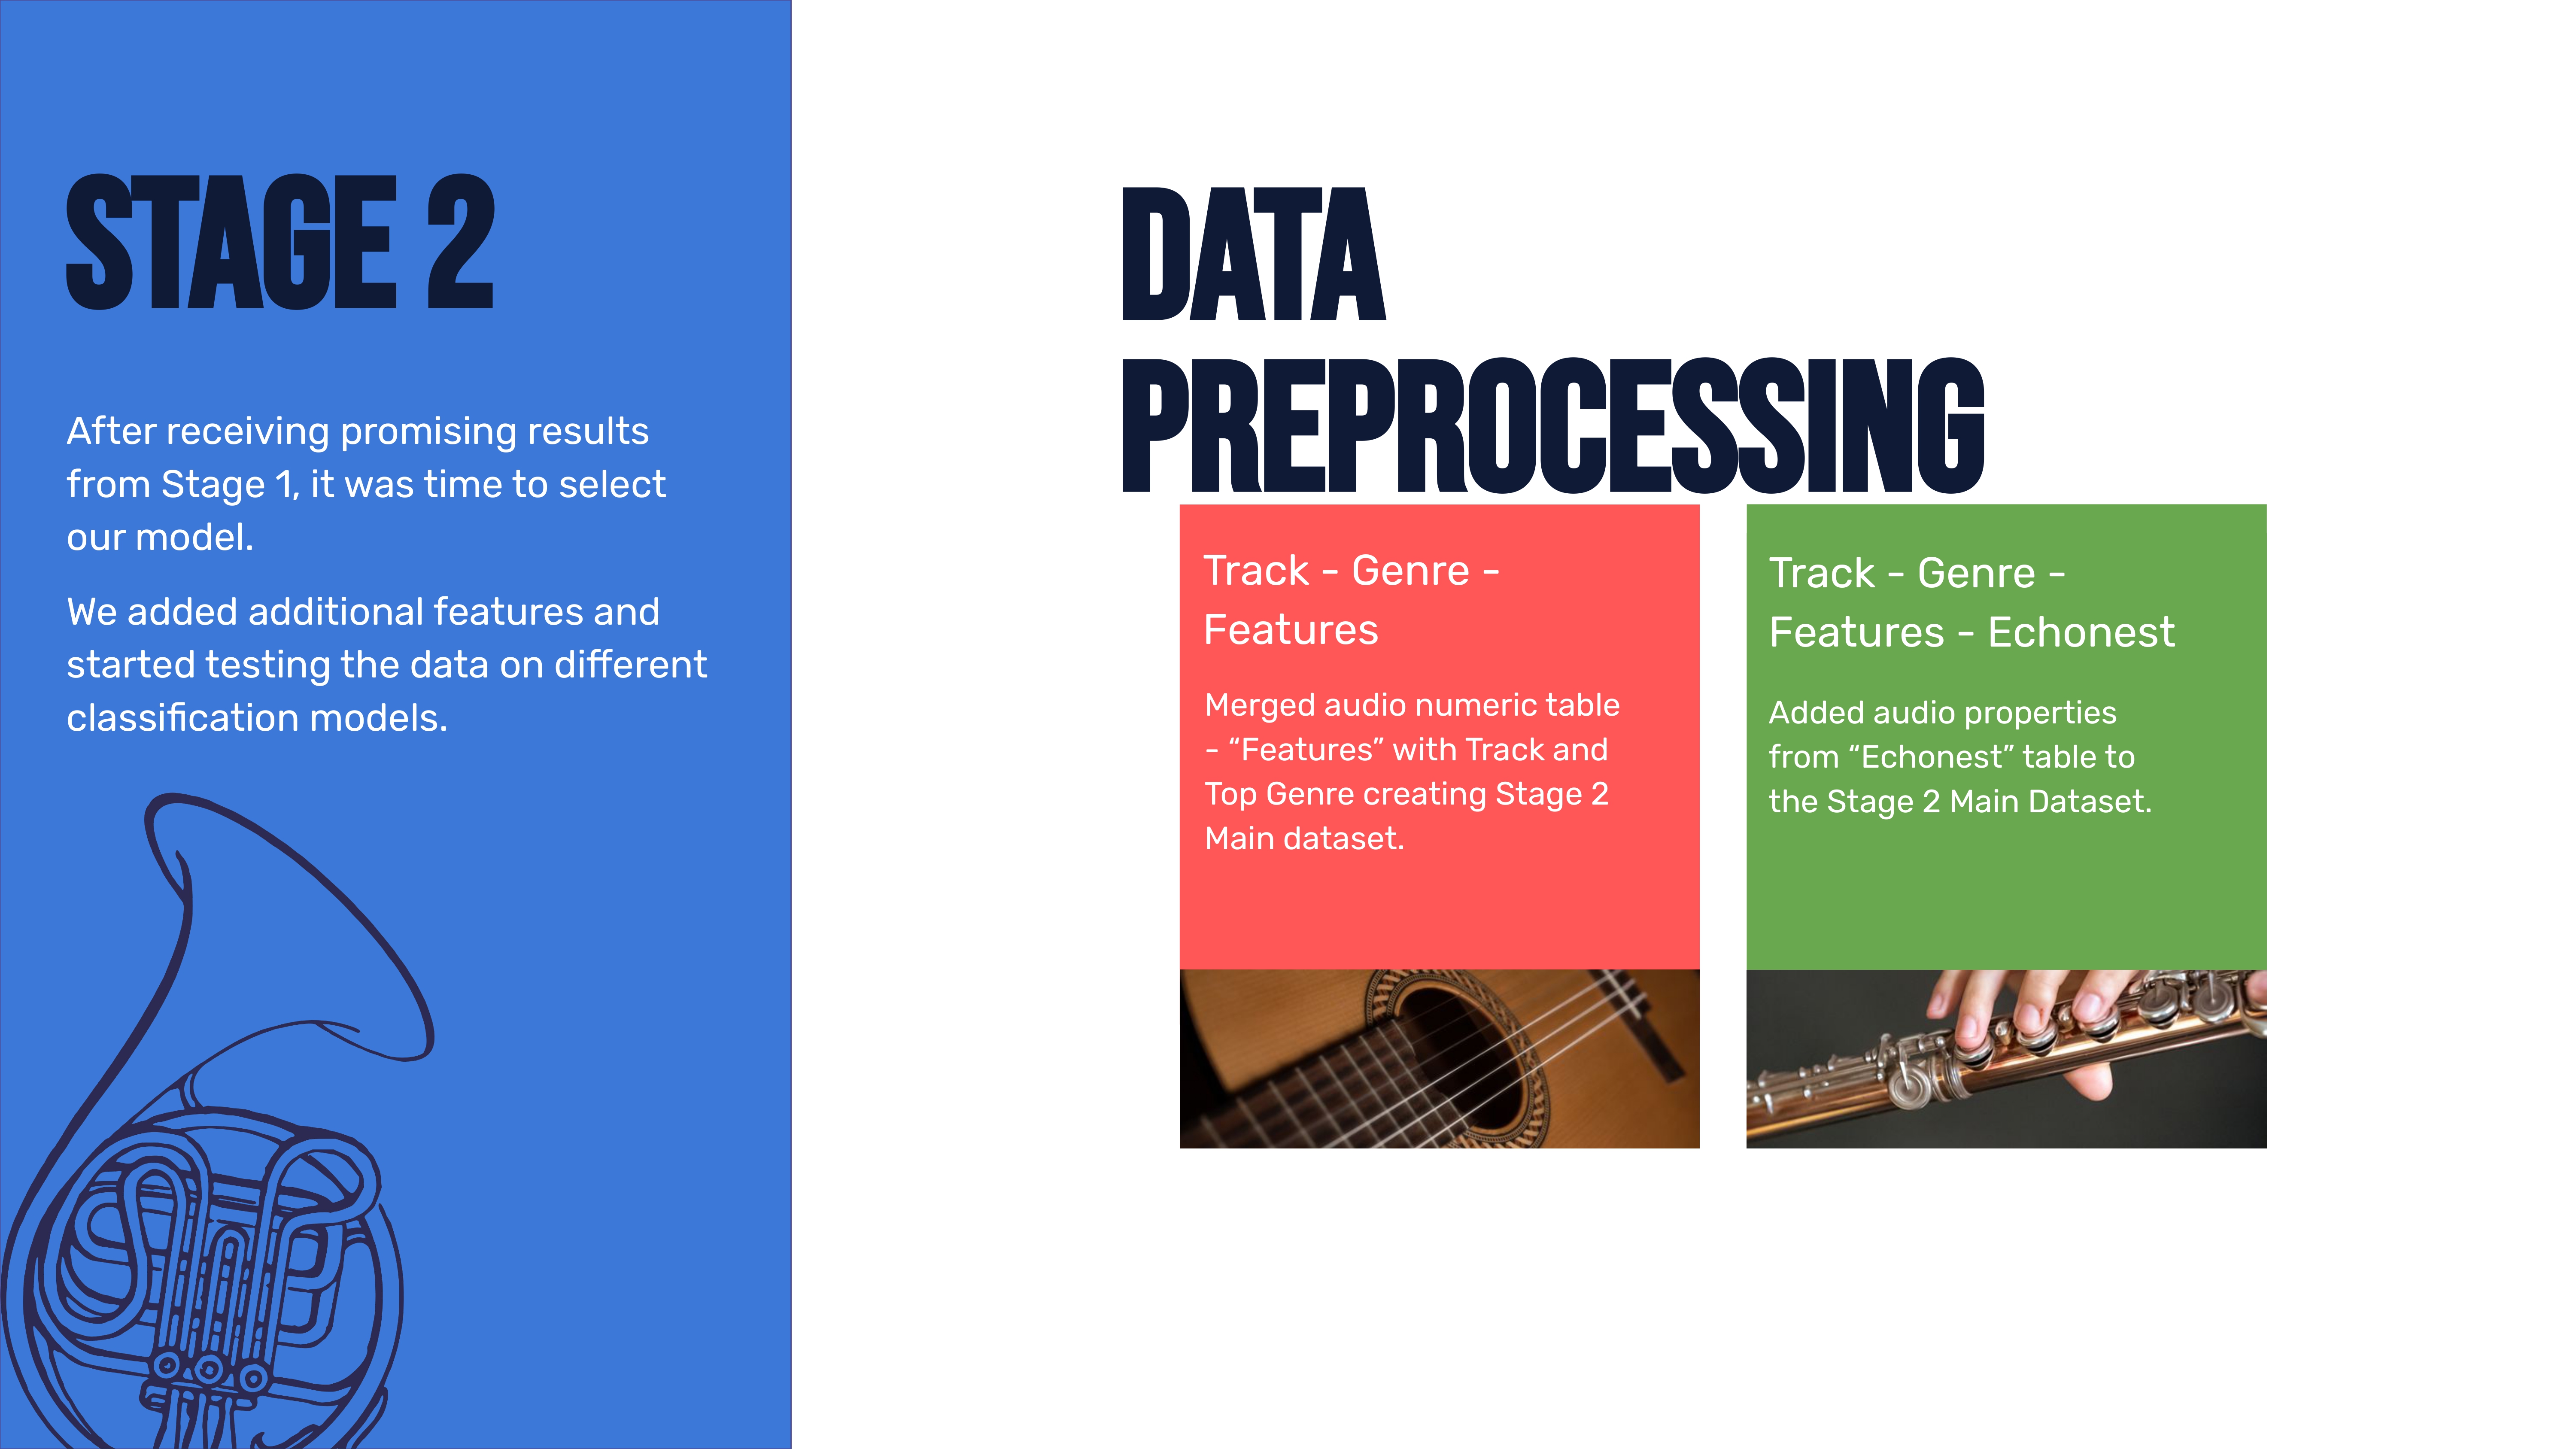 STAGE 2
After receiving promising results
from Stage 1, it was time to select
our model.
We added additional features and
started testing the data on different
classification models.
DATA
PREPROCESSING
Track - Genre -
Features
Merged audio numeric table
- “Features” with Track and
Top Genre creating Stage 2
Main dataset.
Track - Genre -
Features - Echonest
Added audio properties
from “Echonest” table to
the Stage 2 Main Dataset.